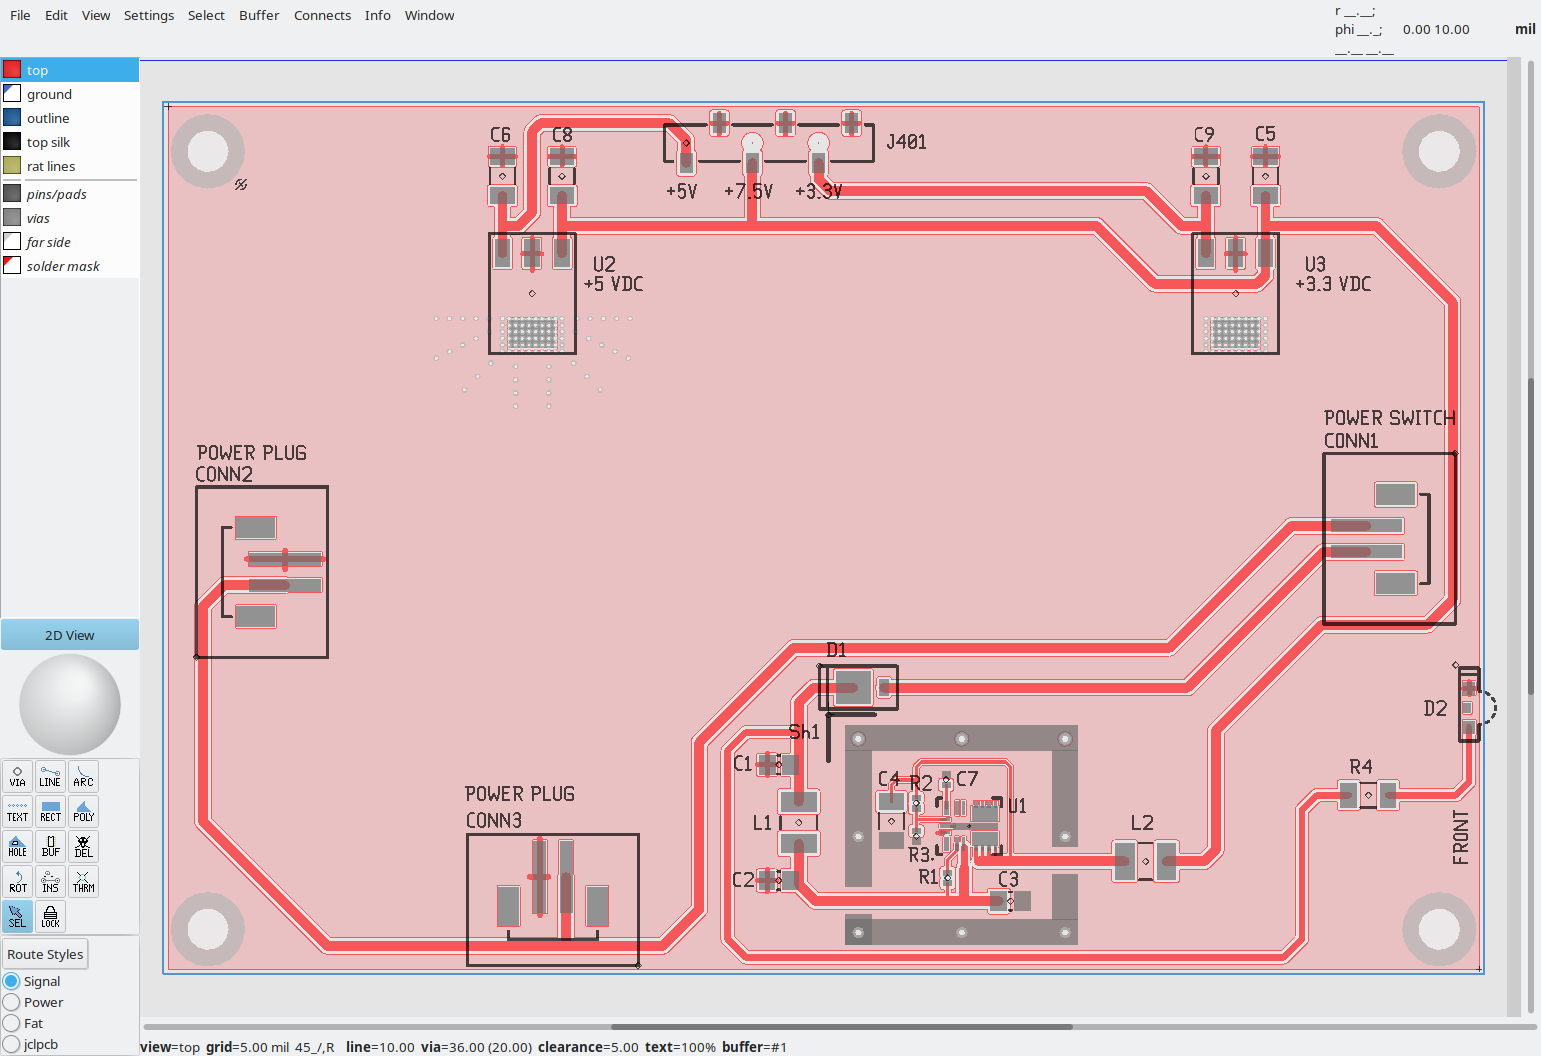 File Edit View Settings Select Buffer Connects Info Window
r __.__;
phi __._; 0.00 10.00 mil
__.__ __.__
top
ground
outline
top silk
rat lines
pins/pads
vias
far side
solder mask
2D View
VIA LINE ARC
TEXT RECT POLY
HOLE BUF DEL
ROT INS THRM
SEL LOCK
Route Styles
Signal
Power
Fat
jclpcb
C6 C8
J401
C9 C5
+5V +7.5V +3.3V
U2
+5 VDC
U3
+3.3 VDC
POWER SWITCH
CONN1
POWER PLUG
CONN2
D1
Sh1
C1
C4 R2 C7
U1
L1
R3.
R1
C2
C3
L2
R4
D2
FRONT
POWER PLUG
CONN3
view=top grid=5.00 mil 45_/,R line=10.00 via=36.00 (20.00) clearance=5.00 text=100% buffer=#1